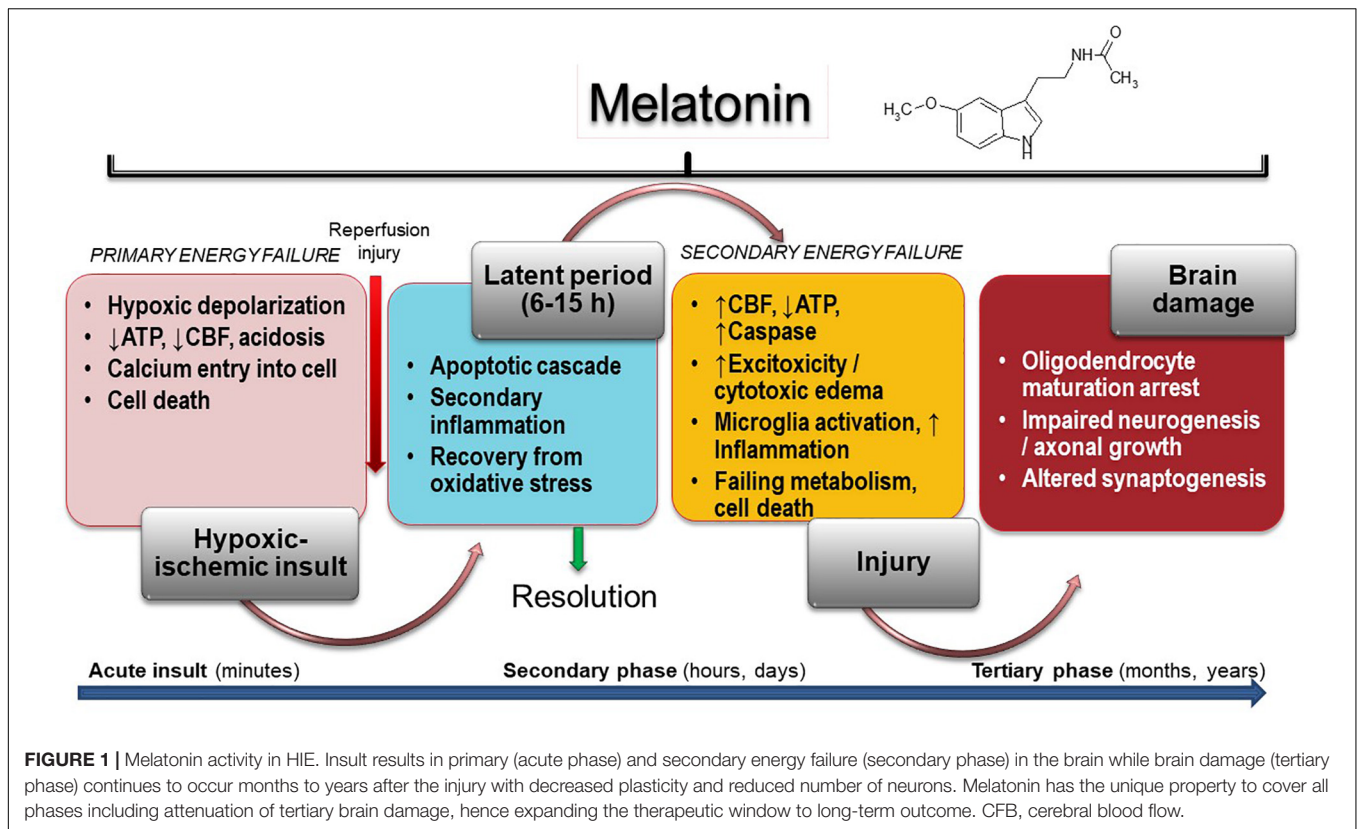 Melatonin
O
NH
CH₃
H₃C
O
N
H
PRIMARY ENERGY FAILURE
Reperfusion
injury
Latent period
(6-15 h)
SECONDARY ENERGY FAILURE
Brain
damage
• Hypoxic depolarization
• ↓ATP, ↓CBF, acidosis
• Calcium entry into cell
• Cell death
• Apoptotic cascade
• Secondary
inflammation
• Recovery from
oxidative stress
• ↑CBF, ↓ATP,
↑Caspase
• ↑Excitoxicity /
cytotoxic edema
• Microglia activation, ↑
Inflammation
• Failing metabolism,
cell death
• Oligodendrocyte
maturation arrest
• Impaired neurogenesis
/ axonal growth
• Altered synaptogenesis
Hypoxic-
ischemic insult
Resolution
Injury
Acute insult (minutes)
Secondary phase (hours, days)
Tertiary phase (months, years)
FIGURE 1 | Melatonin activity in HIE. Insult results in primary (acute phase) and secondary energy failure (secondary phase) in the brain while brain damage (tertiary
phase) continues to occur months to years after the injury with decreased plasticity and reduced number of neurons. Melatonin has the unique property to cover all
phases including attenuation of tertiary brain damage, hence expanding the therapeutic window to long-term outcome. CFB, cerebral blood flow.